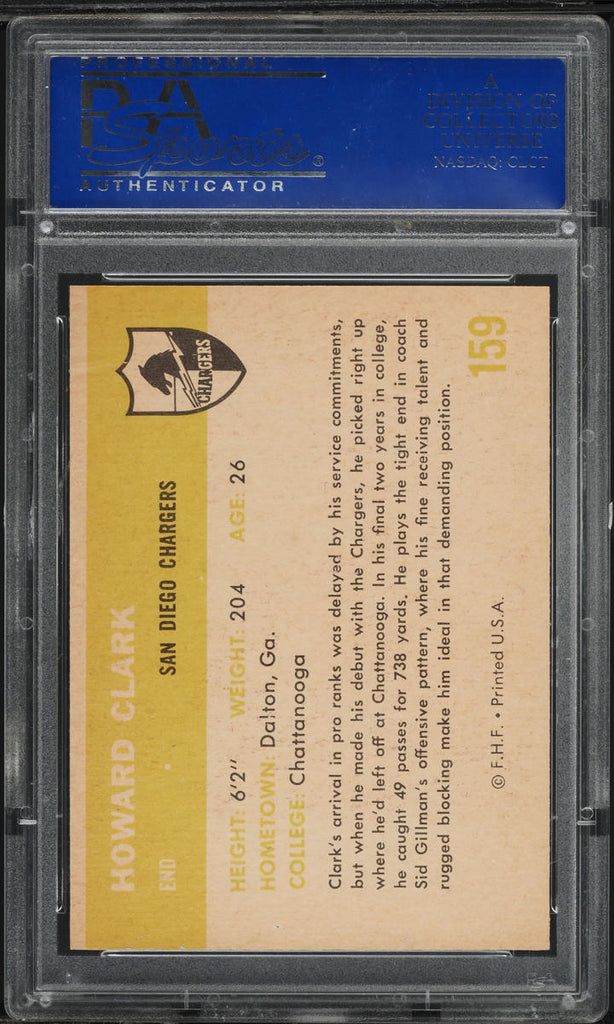 PROFESSIONAL
PSA
Sports ®
AUTHENTICATOR
A
DIVISION OF
COLLECTORS
UNIVERSE
NASDAQ: CLCT
HOWARD CLARK
END SAN DIEGO CHARGERS
CHARGERS
HEIGHT: 6'2" WEIGHT: 204 AGE: 26
HOMETOWN: Dalton, Ga.
COLLEGE: Chattanooga
Clark's arrival in pro ranks was delayed by his service commitments,
but when he made his debut with the Chargers, he picked right up
where he'd left off at Chattanooga. In his final two years in college,
he caught 49 passes for 738 yards. He plays the tight end in coach
Sid Gillman's offensive pattern, where his fine receiving talent and
rugged blocking make him ideal in that demanding position.
© F.H.F. • Printed U.S.A.
159